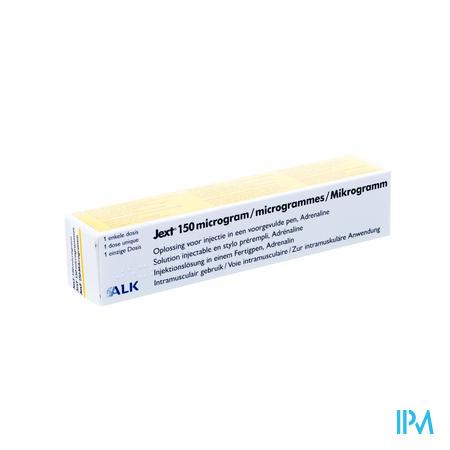 1 enkele dosis
1 dose unique
1 einzige Dosis
Jext 150 microgram/microgrammes/Mikrogramm
Oplossing voor injectie in een voorgevulde pen, Adrenaline
Solution injectable en stylo prérempli, Adrénaline
Injektionslösung in einem Fertigpen, Adrenalin
Intramusculair gebruik/Voie intramusculaire/Zur intramuskuläre Anwendung
ALK
IPM